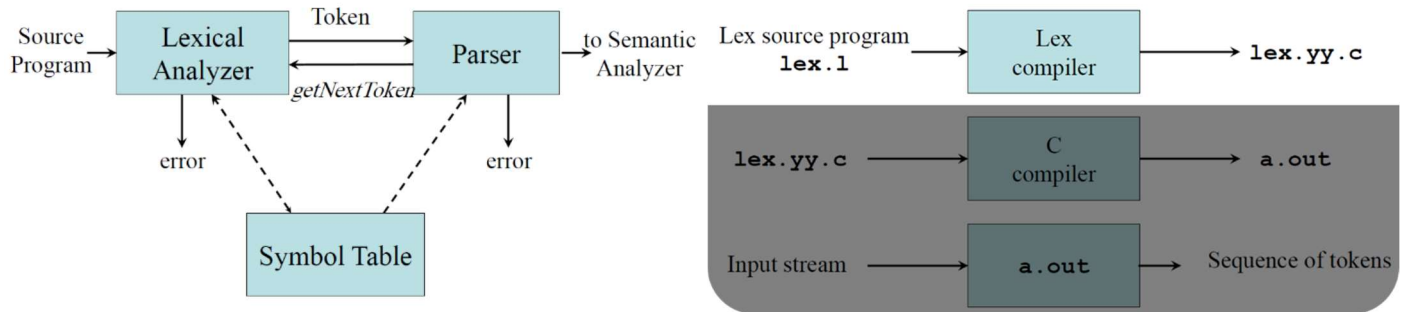 Token
Source
Program
Lexical
Analyzer
Parser
to Semantic
Analyzer
getNextToken
error
error
Symbol Table
Lex source program
lex.l
Lex
compiler
lex.yy.c
lex.yy.c
C
compiler
a.out
Input stream
a.out
Sequence of tokens